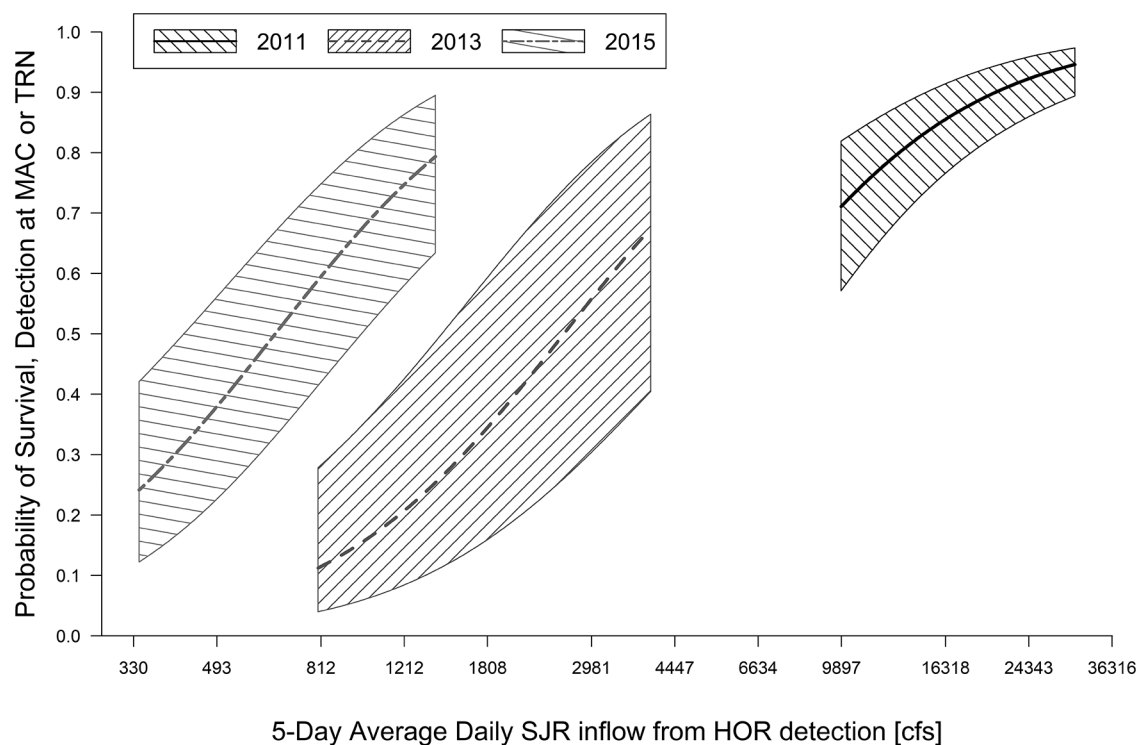 2011 2013 2015
Probability of Survival, Detection at MAC or TRN
1.0
0.9
0.8
0.7
0.6
0.5
0.4
0.3
0.2
0.1
0.0
330 493 812 1212 1808 2981 4447 6634 9897 16318 24343 36316
5-Day Average Daily SJR inflow from HOR detection [cfs]